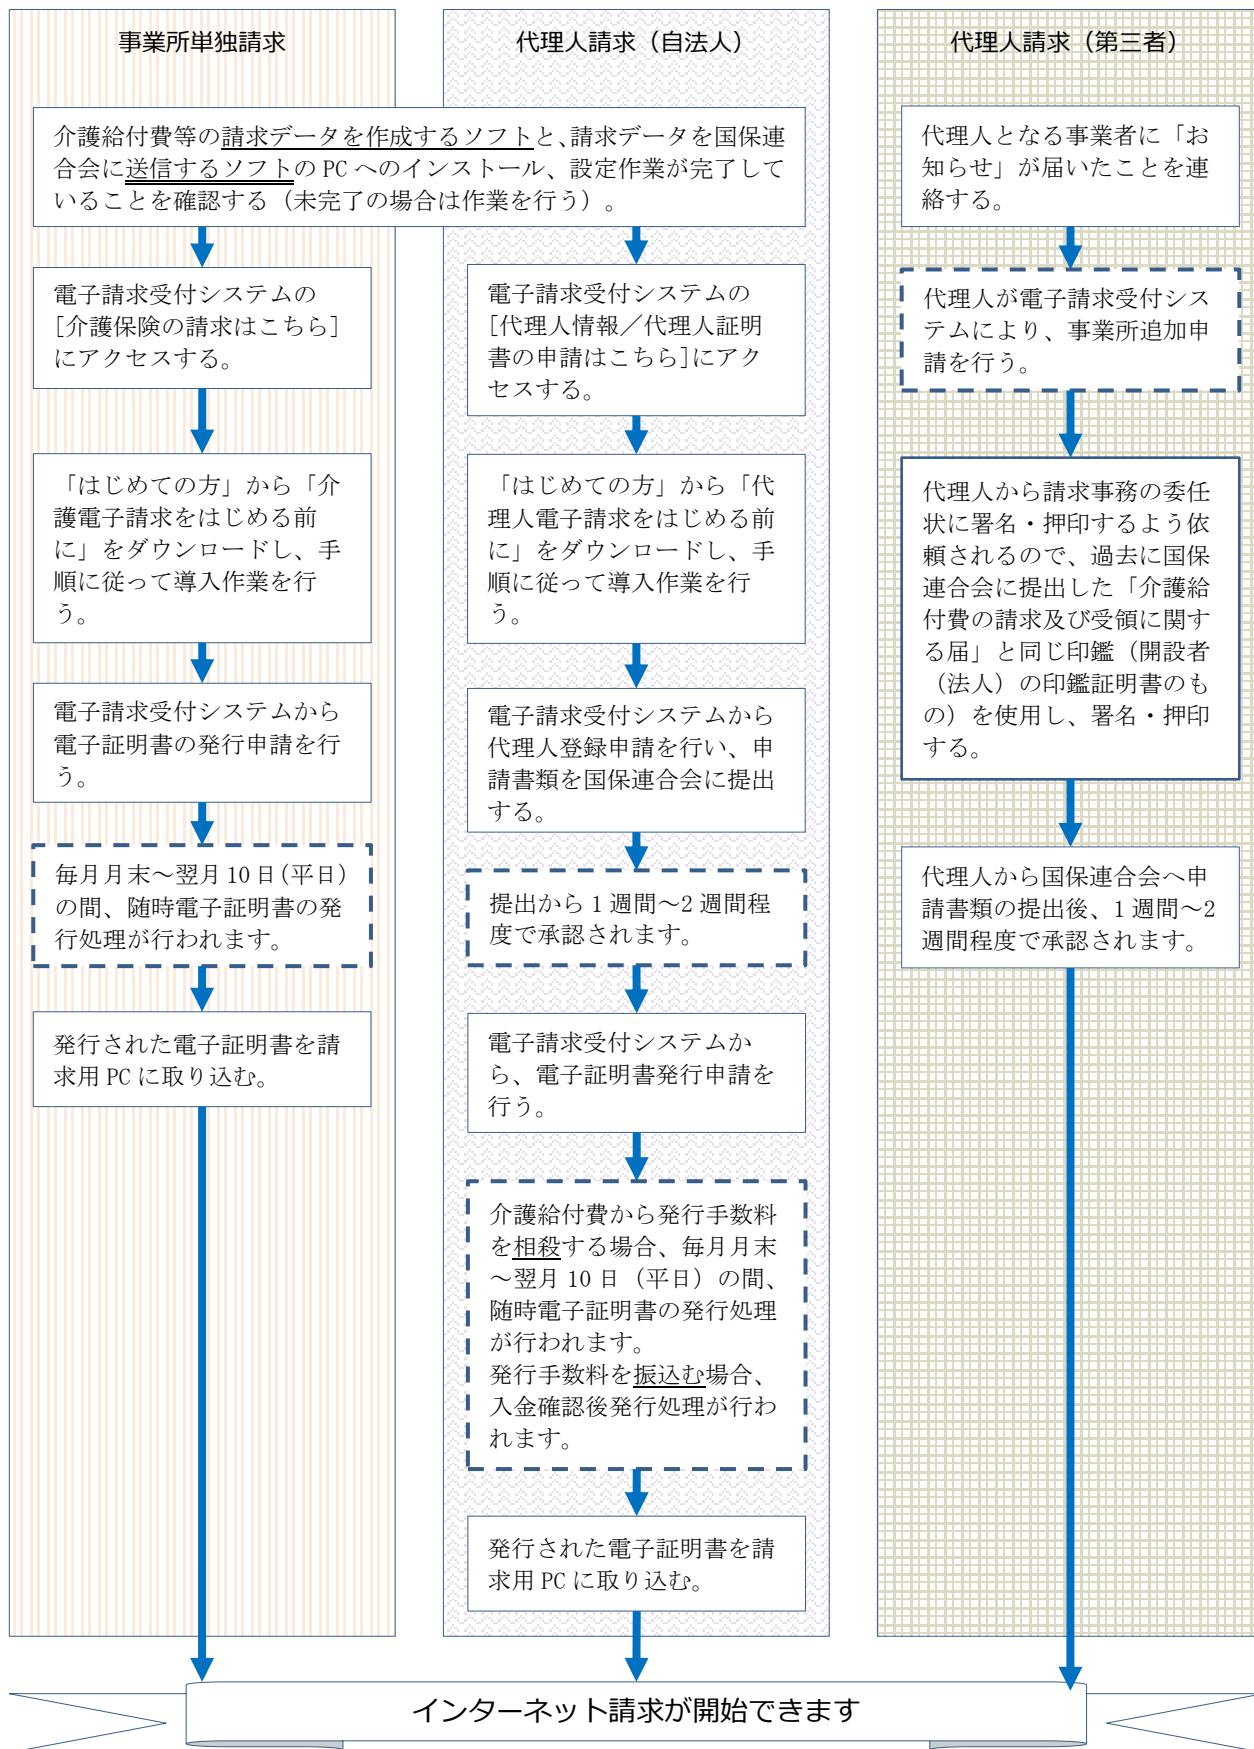 事業所単独請求
介護給付費等の請求データを作成するソフトと、請求データを国保連
合会に送信するソフトの PC へのインストール、設定作業が完了して
いることを確認する（未完了の場合は作業を行う）。
電子請求受付システムの
[介護保険の請求はこちら]
にアクセスする。
「はじめての方」から「介
護電子請求をはじめる前
に」をダウンロードし、手
順に従って導入作業を行
う。
電子請求受付システムから
電子証明書の発行申請を行
う。
毎月月末～翌月 10 日(平日)
の間、随時電子証明書の発
行処理が行われます。
発行された電子証明書を請
求用 PC に取り込む。
代理人請求（自法人）
電子請求受付システムの
[代理人情報／代理人証明
書の申請はこちら]にアク
セスする。
「はじめての方」から「代
理人電子請求をはじめる前
に」をダウンロードし、手
順に従って導入作業を行
う。
電子請求受付システムから
代理人登録申請を行い、申
請書類を国保連合会に提出
する。
提出から 1 週間～2 週間程
度で承認されます。
電子請求受付システムか
ら、電子証明書発行申請を
行う。
介護給付費から発行手数料
を相殺する場合、毎月月末
～翌月 10 日（平日）の間、
随時電子証明書の発行処理
が行われます。
発行手数料を振込む場合、
入金確認後発行処理が行わ
れます。
発行された電子証明書を請
求用 PC に取り込む。
代理人請求（第三者）
代理人となる事業者に「お
知らせ」が届いたことを連
絡する。
代理人が電子請求受付シス
テムにより、事業所追加申
請を行う。
代理人から請求事務の委任
状に署名・押印するよう依
頼されるので、過去に国保
連合会に提出した「介護給
付費の請求及び受領に関す
る届」と同じ印鑑（開設者
（法人）の印鑑証明書のも
の）を使用し、署名・押印
する。
代理人から国保連合会へ申
請書類の提出後、1 週間～2
週間程度で承認されます。
インターネット請求が開始できます